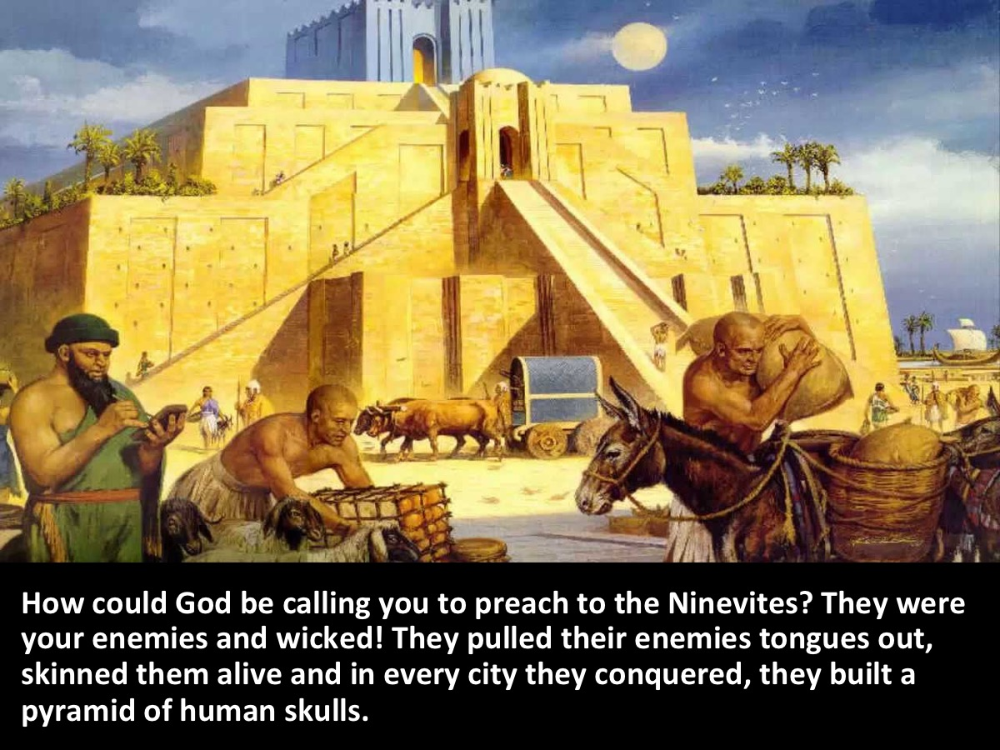 How could God be calling you to preach to the Ninevites? They were
your enemies and wicked! They pulled their enemies tongues out,
skinned them alive and in every city they conquered, they built a
pyramid of human skulls.